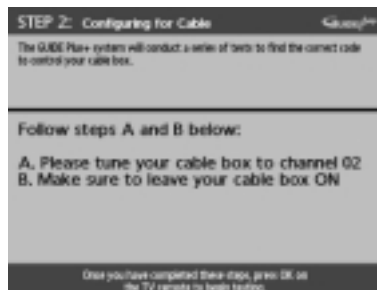 STEP 2: Configuring for Cable GUIDE Plus+
The GUIDE Plus+ system will conduct a series of tests to find the correct code
to control your cable box.
Follow steps A and B below:
A. Please tune your cable box to channel 02
B. Make sure to leave your cable box ON
Once you have completed these steps, press OK on
the TV remote to begin testing